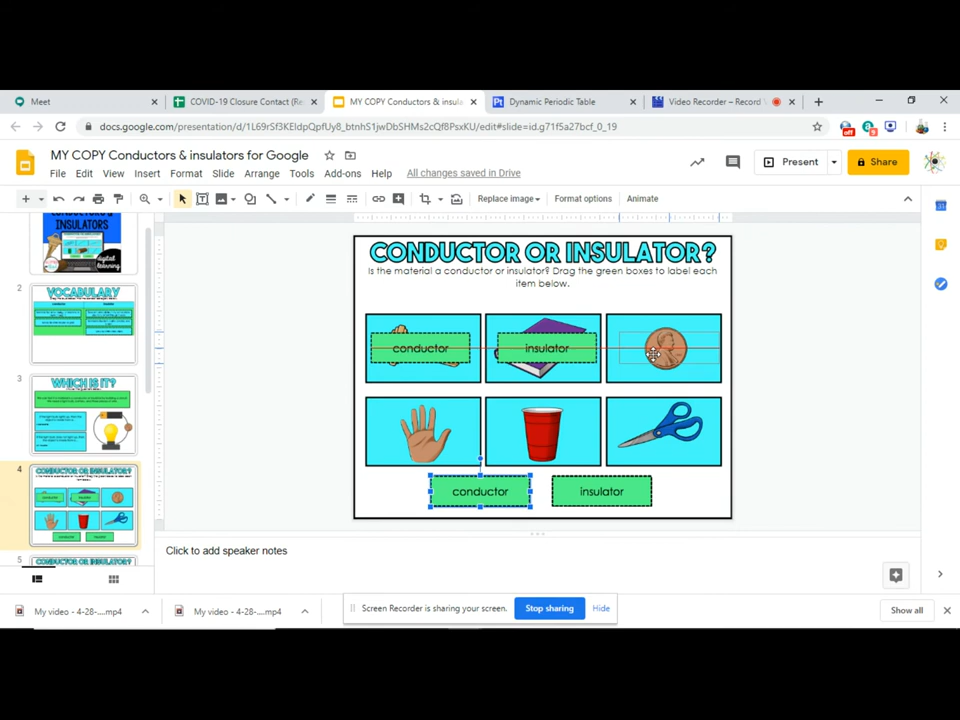 Meet
COVID-19 Closure Contact (Re
MY COPY Conductors & insula
Dynamic Periodic Table
Video Recorder – Record
docs.google.com/presentation/d/1L69rSf3KEldpQpfUy8_btnhS1jwDbSHMs2cQf8PsxKU/edit#slide=id.g71f5a27bcf_0_19
off
MY COPY Conductors & insulators for Google
Present
Share
File Edit View Insert Format Slide Arrange Tools Add-ons Help All changes saved in Drive
Replace image Format options Animate
INSULATORS
digital
learning
2
VOCABULARY
3
WHICH IS IT?
4
CONDUCTOR OR INSULATOR?
5
CONDUCTOR OR INSULATOR?
CONDUCTOR OR INSULATOR?
Is the material a conductor or insulator? Drag the green boxes to label each
item below.
conductor
insulator
conductor
insulator
Click to add speaker notes
My video - 4-28-....mp4
My video - 4-28-....mp4
Screen Recorder is sharing your screen.
Stop sharing
Hide
Show all